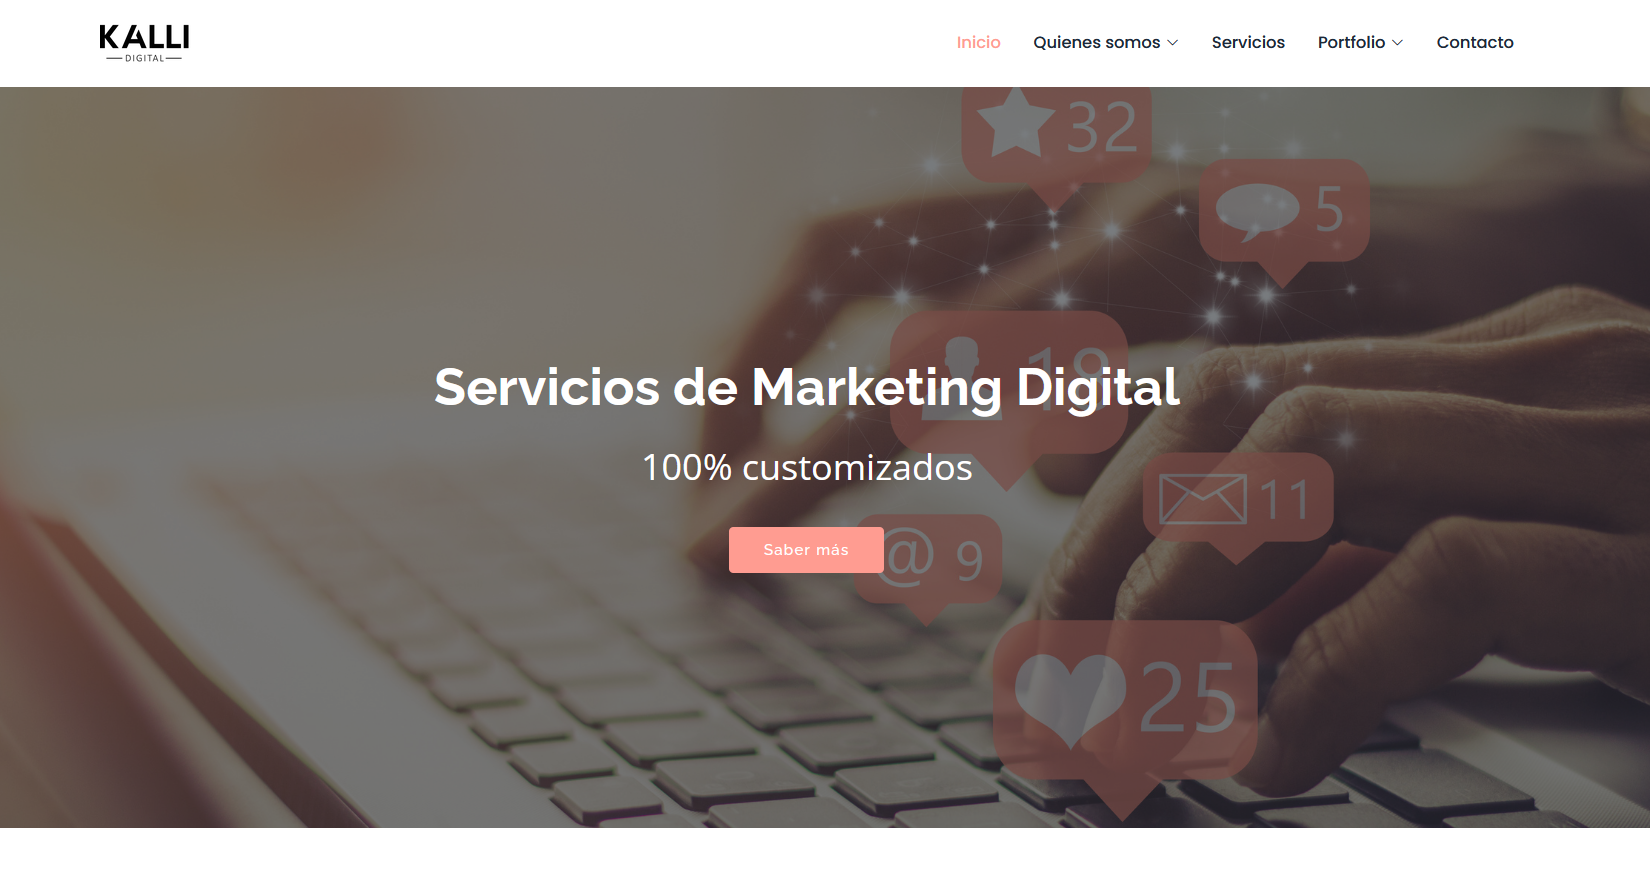 KALLI
DIGITAL
Inicio
Quienes somos
Servicios
Portfolio
Contacto
32
5
19
Servicios de Marketing Digital
100% customizados
11
Saber más
@ 9
25